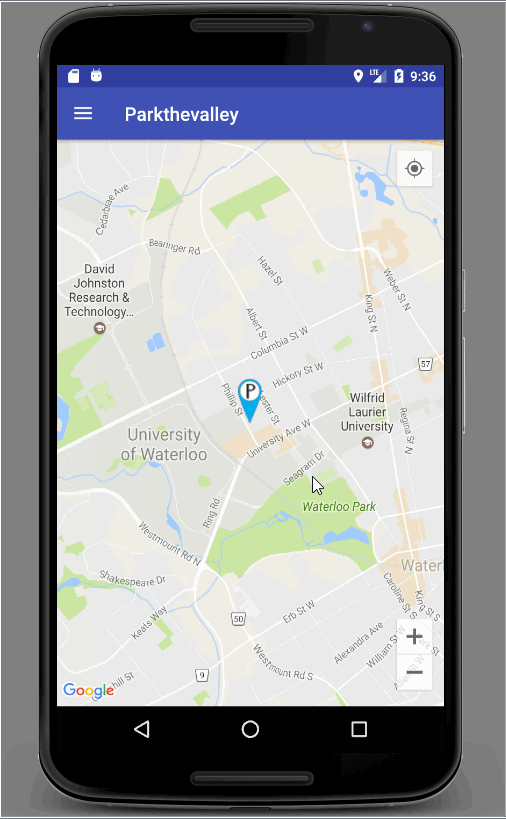 LTE 9:36
Parkthevalley
Cedarbrae Ave
Bearinger Rd
Hazel St
Weber St N
David
Johnston
Research &
Technology...
King St N
Albert St
Columbia St W
57
Hickory St W
Phillip St
P
ester St
Wilfrid
Laurier
University
Regina St N
University
of Waterloo
University Ave W
Seagram Dr
Ring Rd
Waterloo Park
Westmount Rd N
Water
Shakespeare Dr
Caroline St S
King St S
Keats Way
50
Erb St W
Alexandra Ave
William St W
Westmount Rd S
9
hill St
Google
+
−